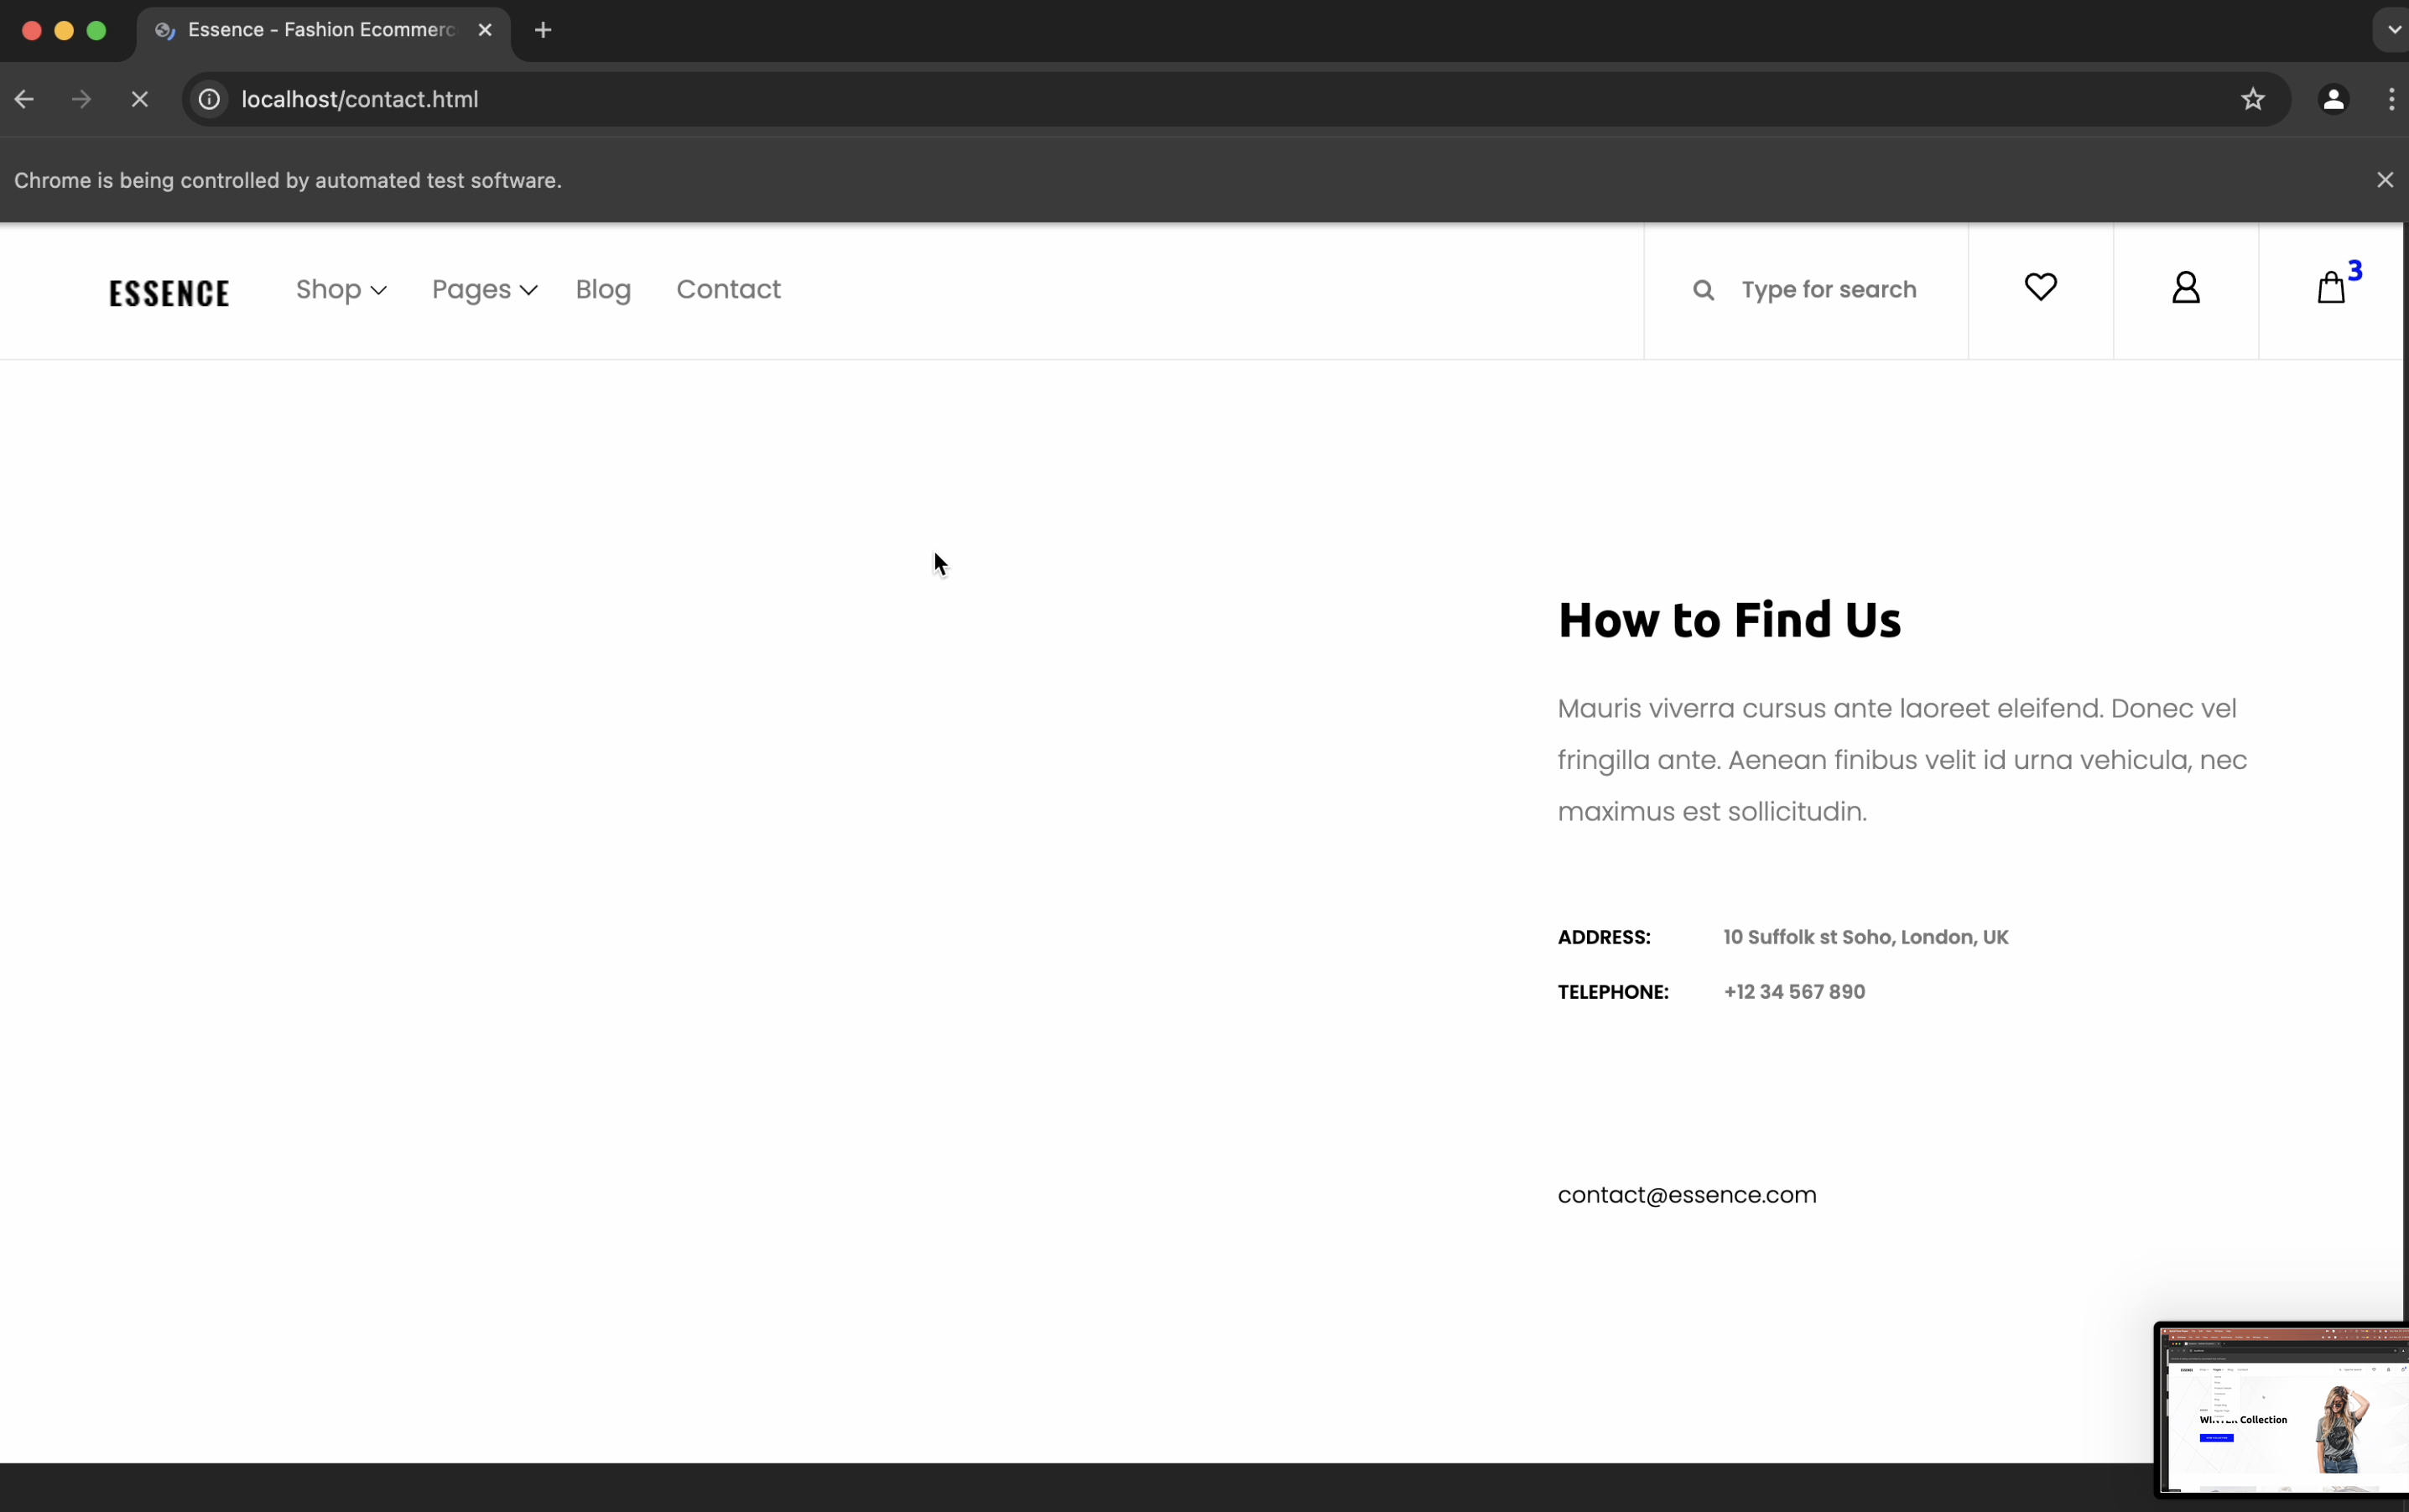 Essence - Fashion Ecommerc
localhost/contact.html
Chrome is being controlled by automated test software.
ESSENCE Shop Pages Blog Contact Type for search 3
How to Find Us
Mauris viverra cursus ante laoreet eleifend. Donec vel
fringilla ante. Aenean finibus velit id urna vehicula, nec
maximus est sollicitudin.
ADDRESS: 10 Suffolk st Soho, London, UK
TELEPHONE: +12 34 567 890
contact@essence.com
Collection